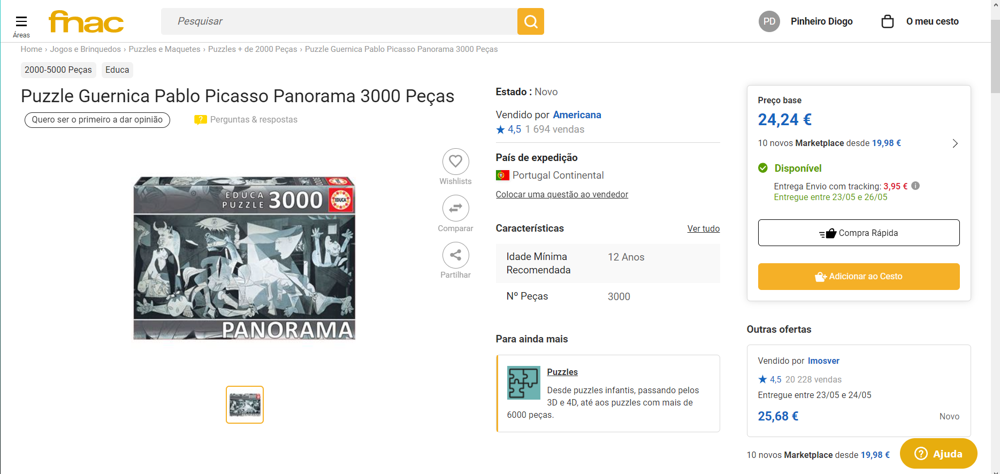 Áreas
fnac
Pesquisar
PD
Pinheiro Diogo
O meu cesto
Home › Jogos e Brinquedos › Puzzles e Maquetes › Puzzles + de 2000 Peças › Puzzle Guernica Pablo Picasso Panorama 3000 Peças
2000-5000 Peças
Educa
Puzzle Guernica Pablo Picasso Panorama 3000 Peças
Quero ser o primeiro a dar opinião
? Perguntas & respostas
EDUCA
PUZZLE 3000
EDUCA
PANORAMA
Wishlists
Comparar
Partilhar
Estado : Novo
Vendido por Americana
★ 4,5 1 694 vendas
País de expedição
Portugal Continental
Colocar uma questão ao vendedor
Características
Ver tudo
Idade Mínima
Recomendada
12 Anos
Nº Peças
3000
Para ainda mais
Puzzles
Desde puzzles infantis, passando pelos
3D e 4D, até aos puzzles com mais de
6000 peças.
Preço base
24,24 €
10 novos Marketplace desde 19,98 €
Disponível
Entrega Envio com tracking: 3,95 €
Entregue entre 23/05 e 26/05
Compra Rápida
Adicionar ao Cesto
Outras ofertas
Vendido por Imosver
★ 4,5 20 228 vendas
Entregue entre 23/05 e 24/05
25,68 €
Novo
10 novos Marketplace desde 19,98 €
? Ajuda